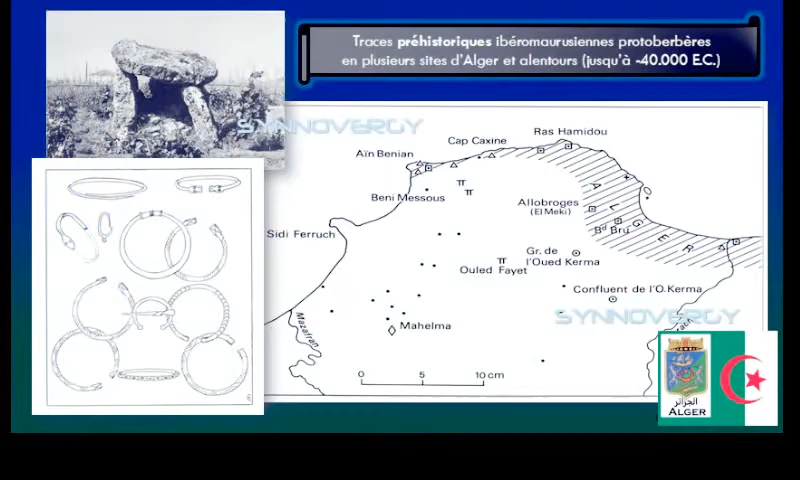 Traces préhistoriques ibéromaurusiennes protoberbères
en plusieurs sites d'Alger et alentours (jusqu'à -40.000 E.C.)
SYNNOVERGY
Ras Hamidou
Cap Caxine
Aïn Benian
Beni Messous
Allobroges
(El Meki)
ALGER
Bd Bru
Sidi Ferruch
Gr. de
l'Oued Kerma
Ouled Fayet
Confluent de l'O. Kerma
SYNNOVERGY
Mazafran
Mahelma
0 5 10 cm
الجزائر
ALGER